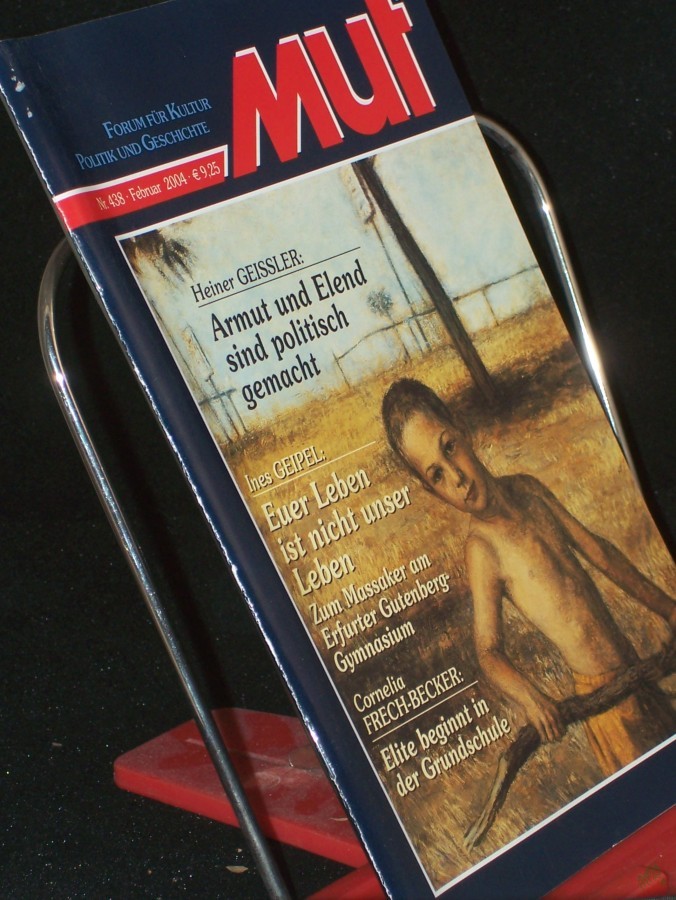 Mut
FORUM FÜR KULTUR
POLITIK UND GESCHICHTE
Nr. 438 · Februar 2004 · € 9,25
Heiner GEISSLER:
Armut und Elend
sind politisch
gemacht
Ines GEIPEL:
Euer Leben
ist nicht unser
Leben
Zum Massaker am
Erfurter Gutenberg-
Gymnasium
Cornelia
FRECH-BECKER:
Elite beginnt in
der Grundschule